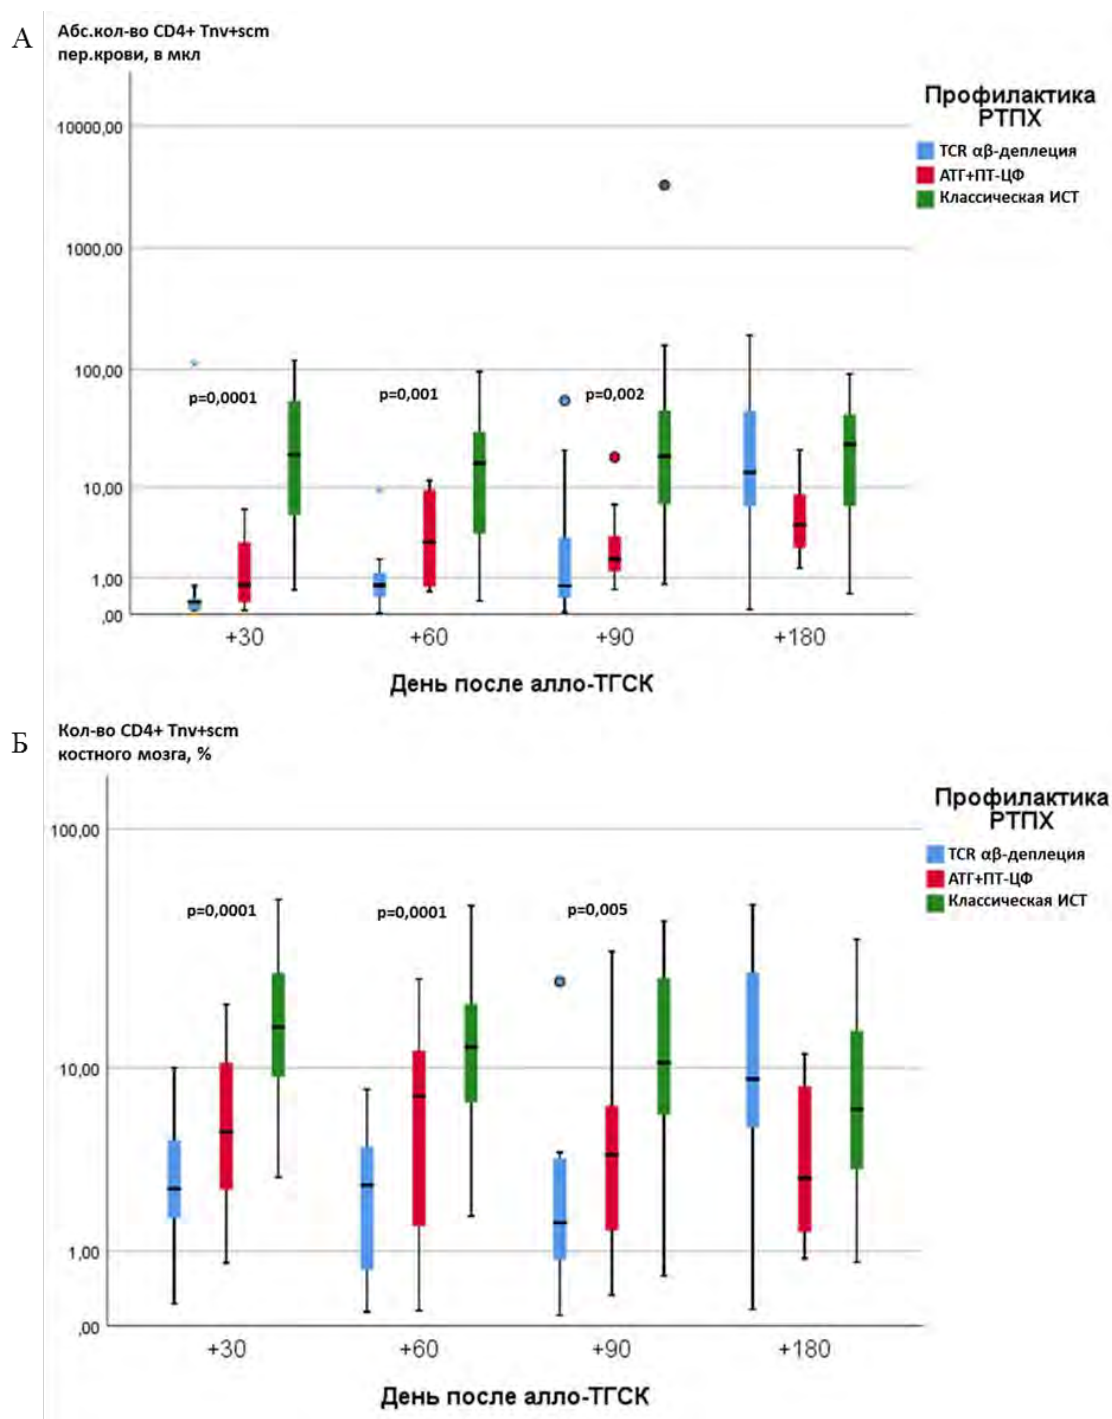 А
Абс.кол-во CD4+ Tnv+scm
пер.крови, в мкл
10000,00
1000,00
100,00
10,00
1,00
,00
p=0,0001
p=0,001
p=0,002
+30
+60
+90
+180
День после алло-ТГСК
Профилактика
РТПХ
TCR αβ-деплеция
АТГ+ПТ-ЦФ
Классическая ИСТ
Б
Кол-во CD4+ Tnv+scm
костного мозга, %
100,00
10,00
1,00
,00
p=0,0001
p=0,0001
p=0,005
+30
+60
+90
+180
День после алло-ТГСК
Профилактика
РТПХ
TCR αβ-деплеция
АТГ+ПТ-ЦФ
Классическая ИСТ